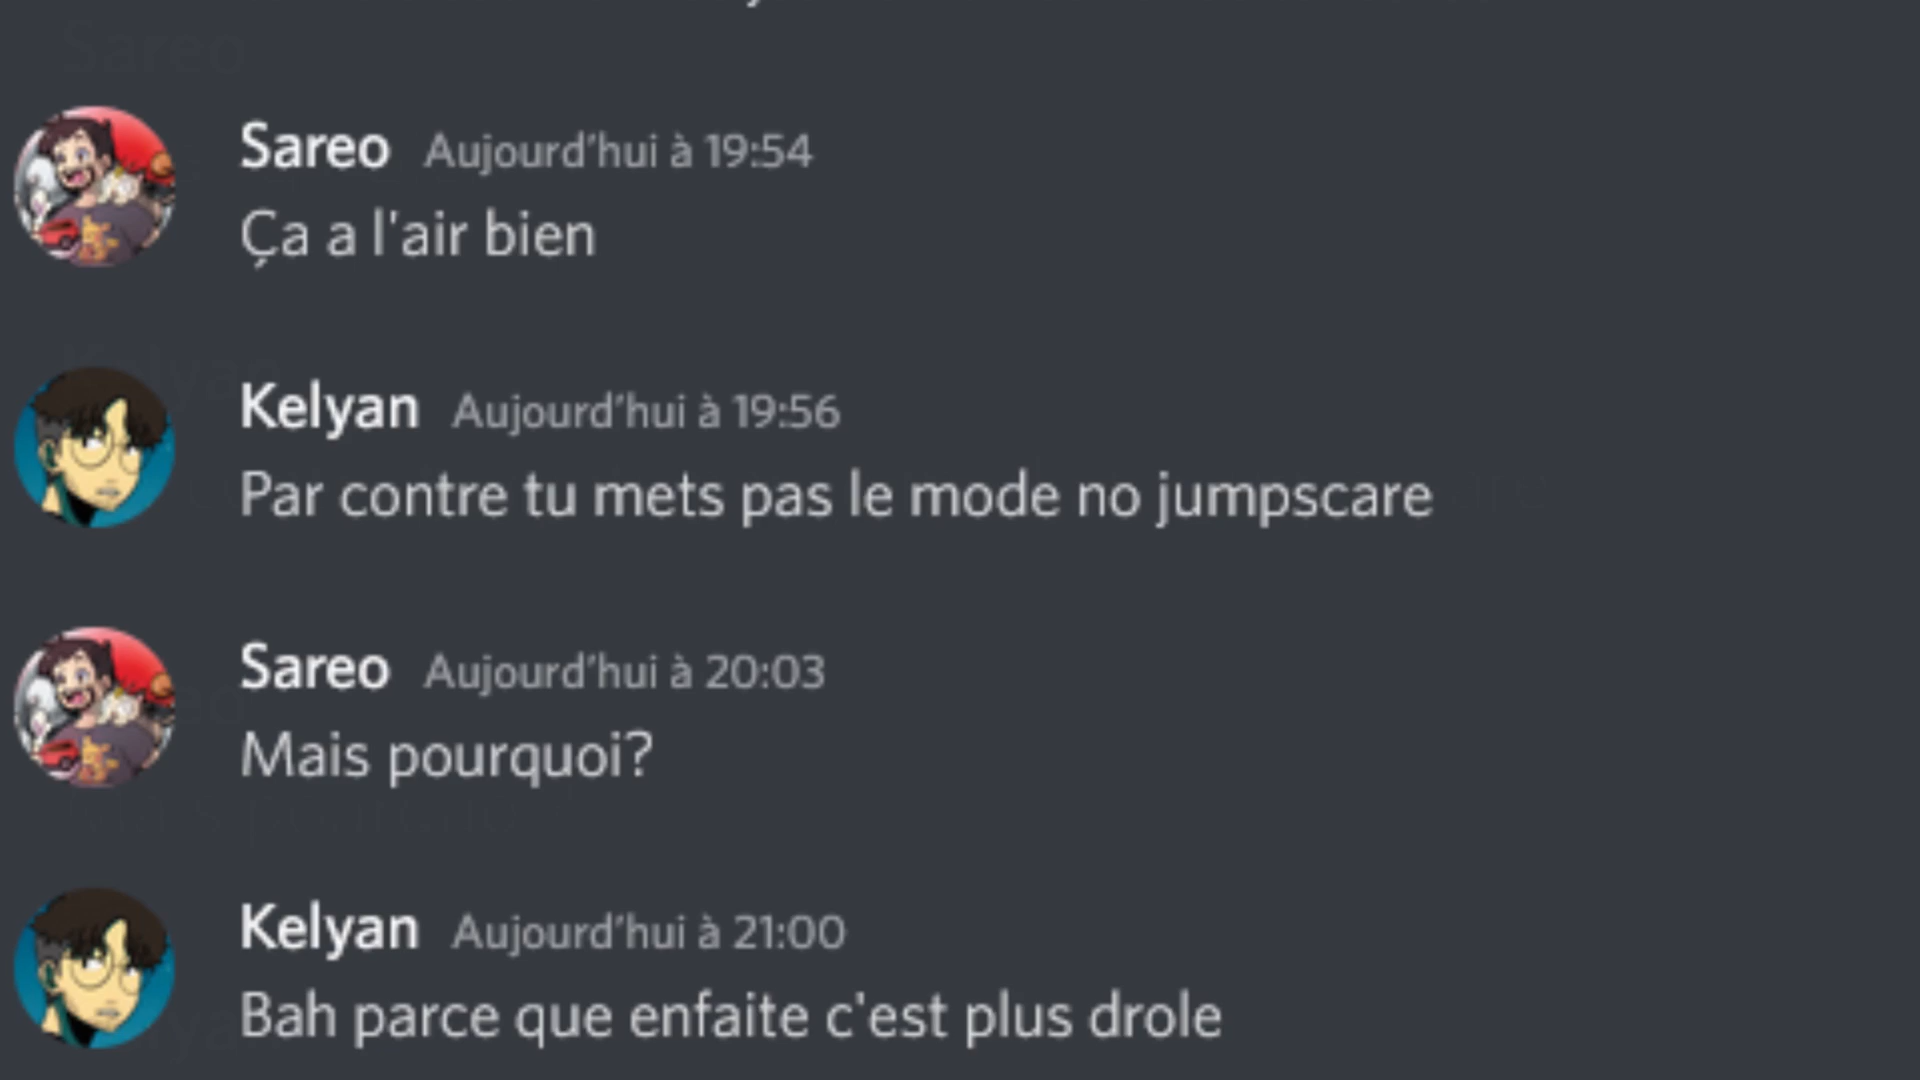 Sareo Aujourd'hui à 19:54
Ça a l'air bien
Kelyan Aujourd'hui à 19:56
Par contre tu mets pas le mode no jumpscare
Sareo Aujourd'hui à 20:03
Mais pourquoi?
Kelyan Aujourd'hui à 21:00
Bah parce que enfaite c'est plus drole